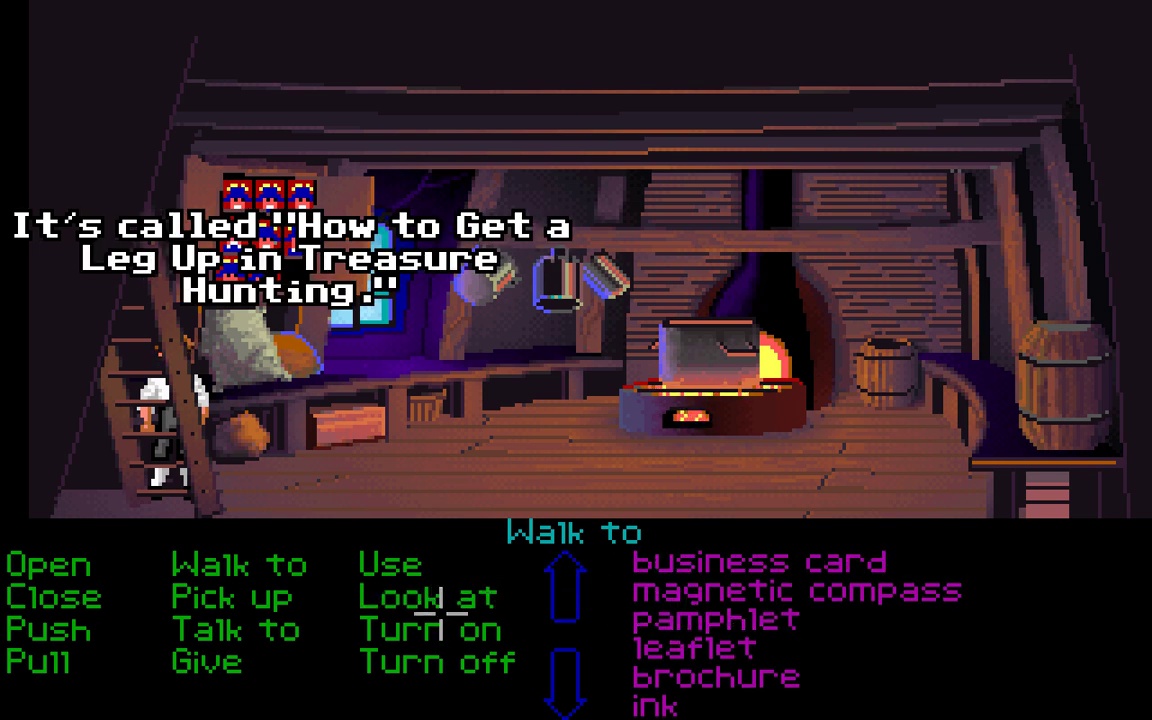 It's called "How to Get a
Leg Up in Treasure
Hunting."
Walk to
Open Walk to Use
Close Pick up Look at
Push Talk to Turn on
Pull Give Turn off
business card
magnetic compass
pamphlet
leaflet
brochure
ink